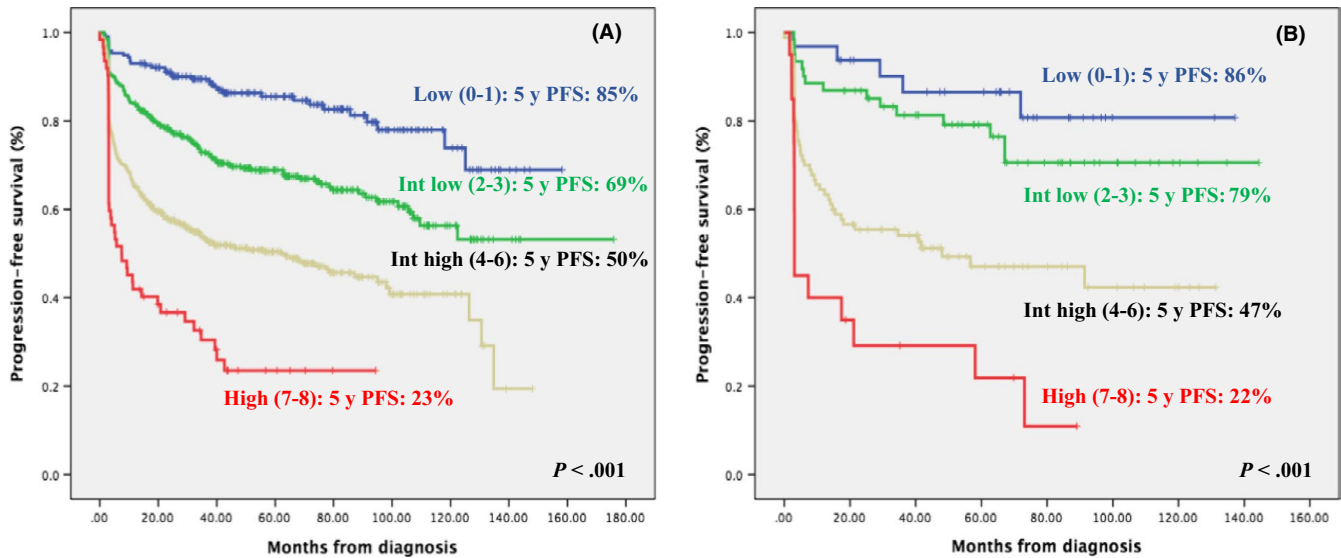 (A)
1.0
0.8
0.6
0.4
0.2
0.0
Progression-free survival (%)
Low (0-1): 5 y PFS: 85%
Int low (2-3): 5 y PFS: 69%
Int high (4-6): 5 y PFS: 50%
High (7-8): 5 y PFS: 23%
P < .001
.00 20.00 40.00 60.00 80.00 100.00 120.00 140.00 160.00 180.00
Months from diagnosis
(B)
1.0
0.8
0.6
0.4
0.2
0.0
Progression-free survival (%)
Low (0-1): 5 y PFS: 86%
Int low (2-3): 5 y PFS: 79%
Int high (4-6): 5 y PFS: 47%
High (7-8): 5 y PFS: 22%
P < .001
.00 20.00 40.00 60.00 80.00 100.00 120.00 140.00 160.00
Months from diagnosis